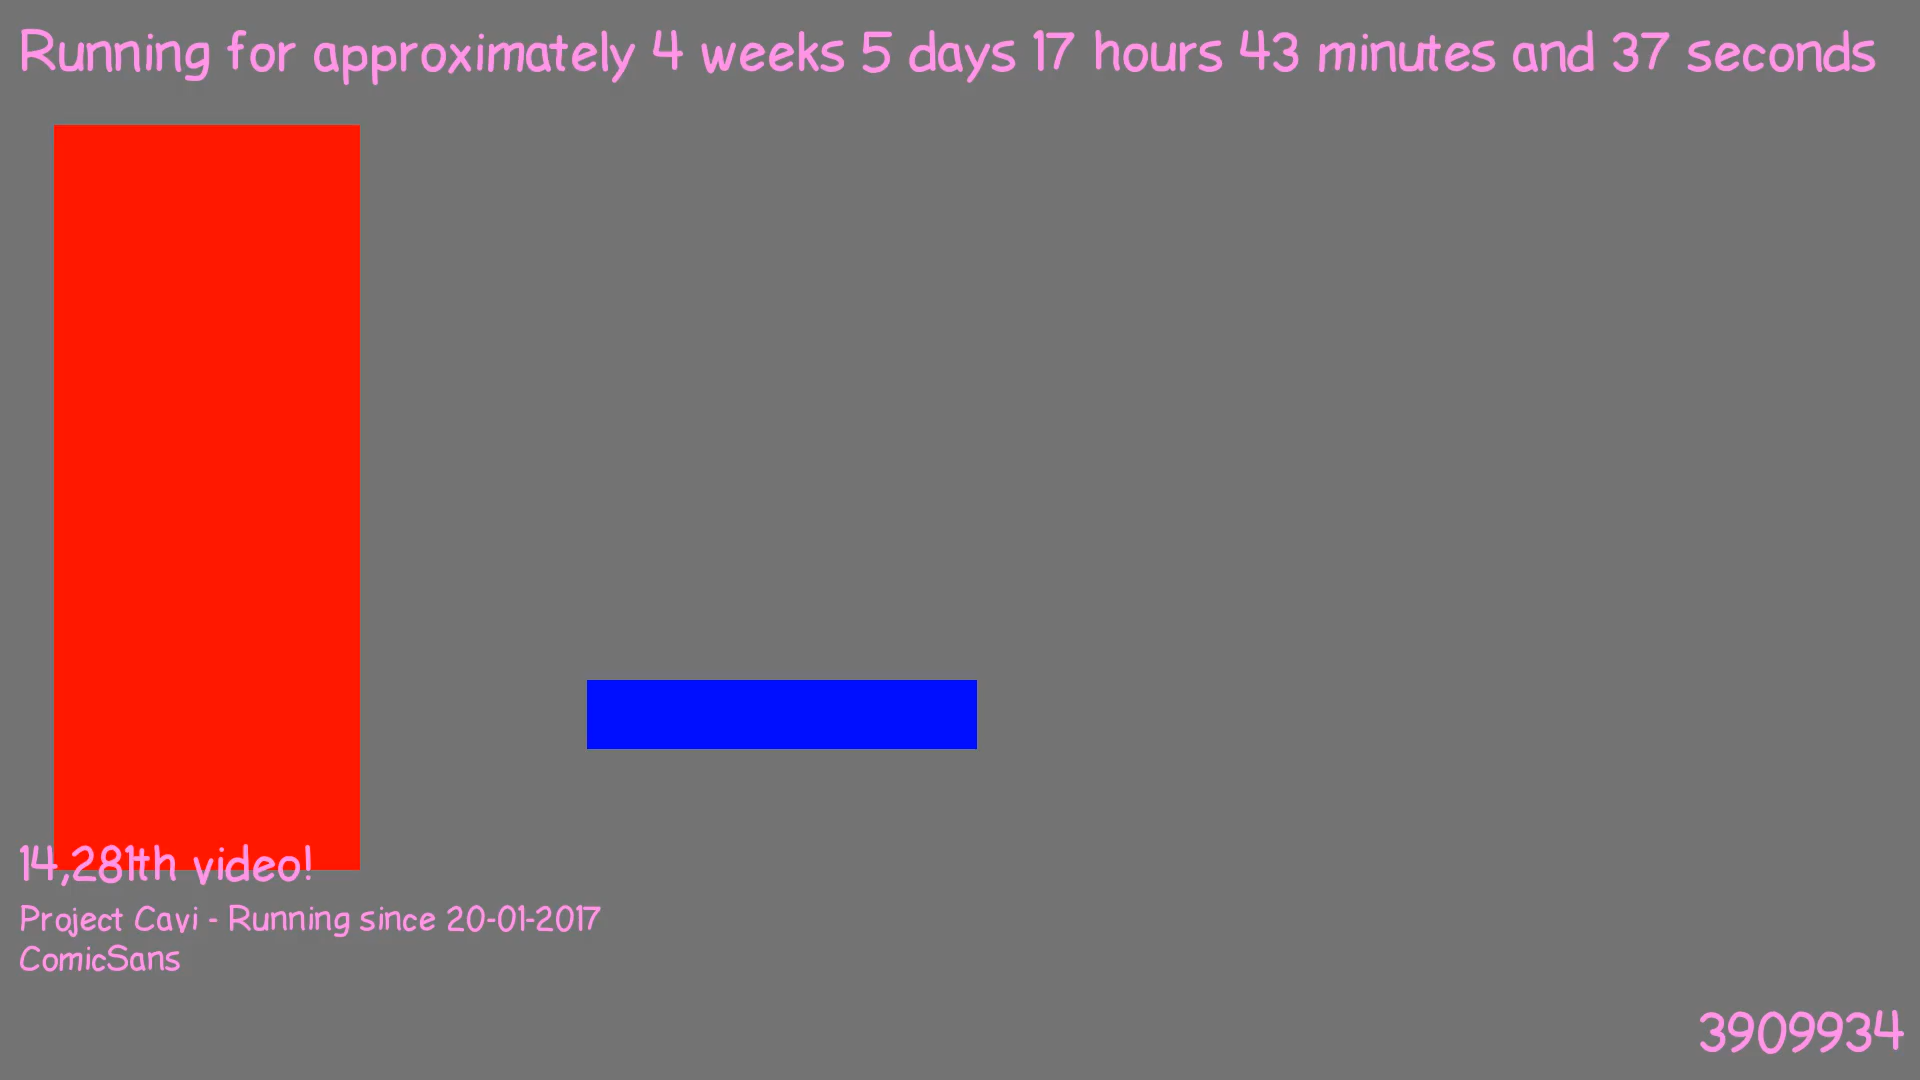 Running for approximately 4 weeks 5 days 17 hours 43 minutes and 37 seconds
14,281th video!
Project Cavi - Running since 20-01-2017
ComicSans
3909934